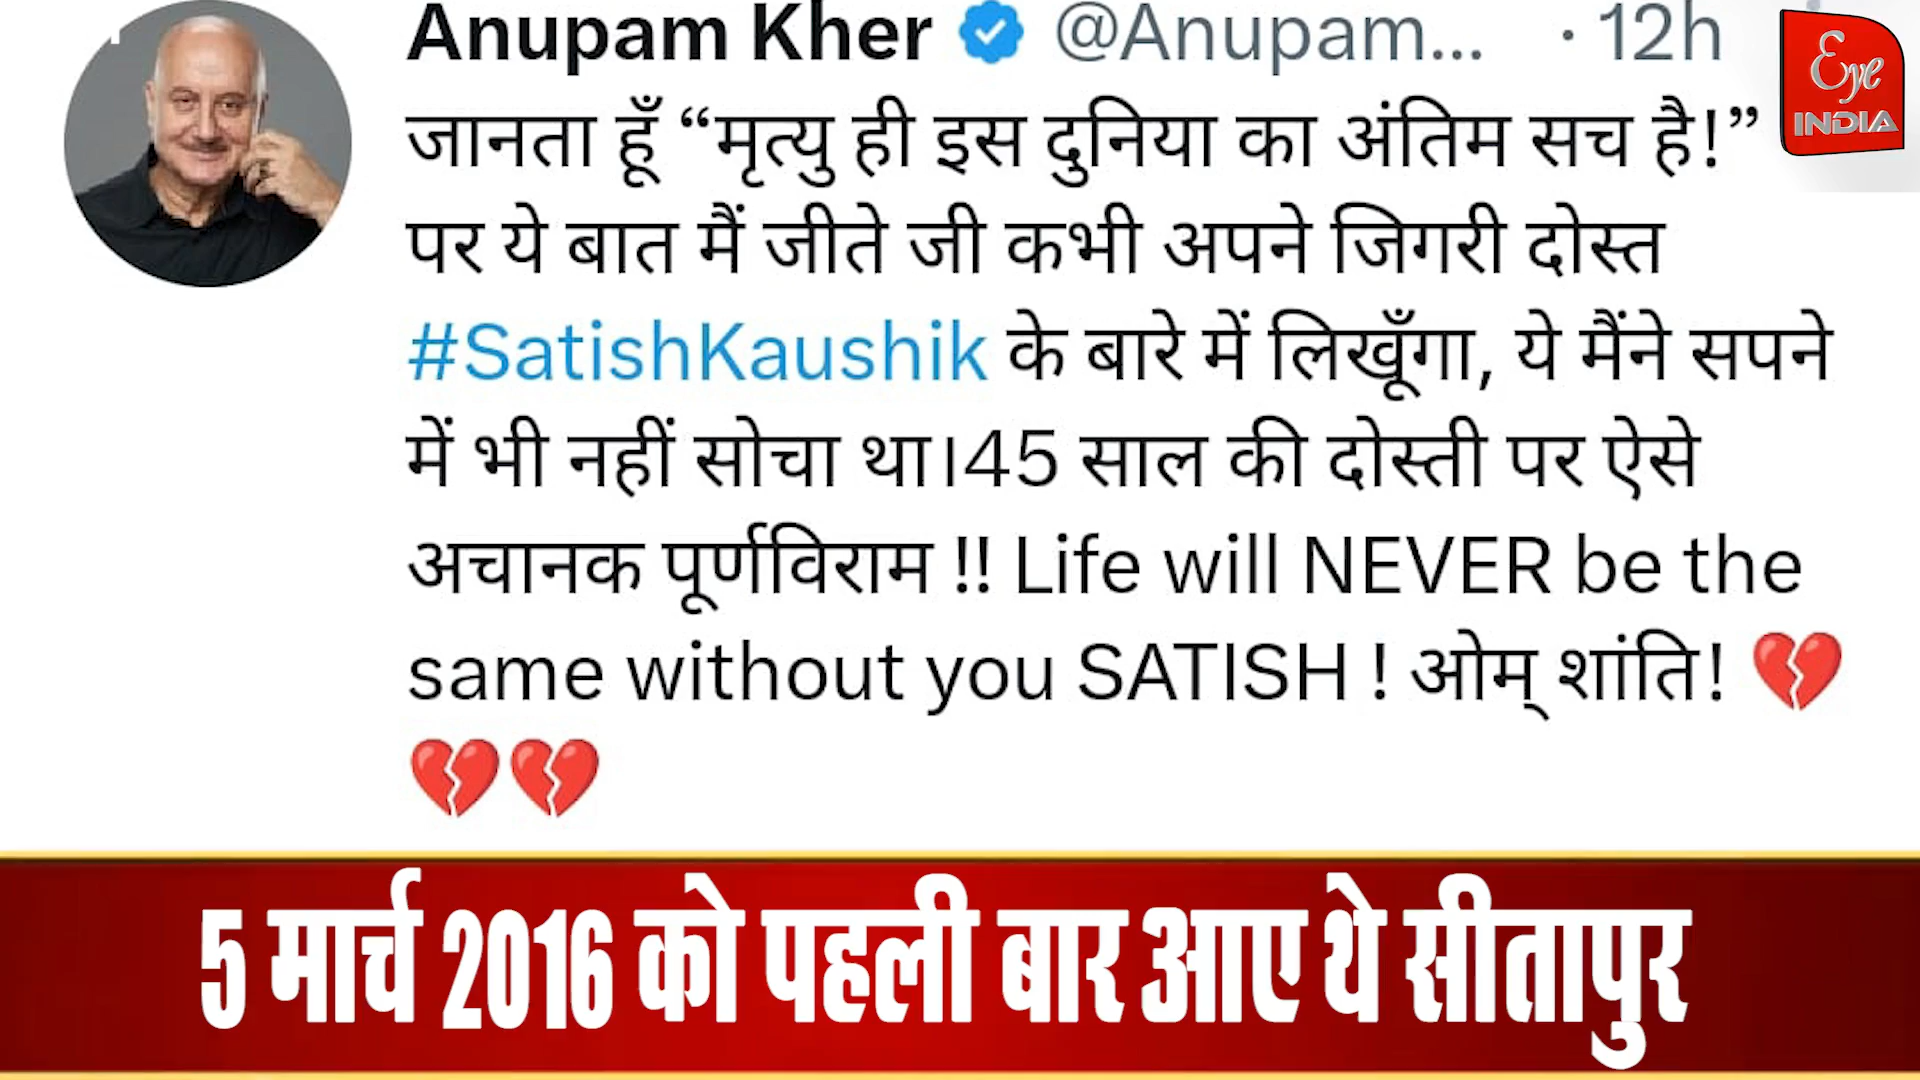 Anupam Kher @Anupam... · 12h
Eye
INDIA
जानता हूँ “मृत्यु ही इस दुनिया का अंतिम सच है!”
पर ये बात मैं जीते जी कभी अपने जिगरी दोस्त
#SatishKaushik के बारे में लिखूँगा, ये मैंने सपने
में भी नहीं सोचा था।45 साल की दोस्ती पर ऐसे
अचानक पूर्णविराम !! Life will NEVER be the
same without you SATISH ! ओम् शांति! 💔
💔💔
5 मार्च 2016 को पहली बार आए थे सीतापुर